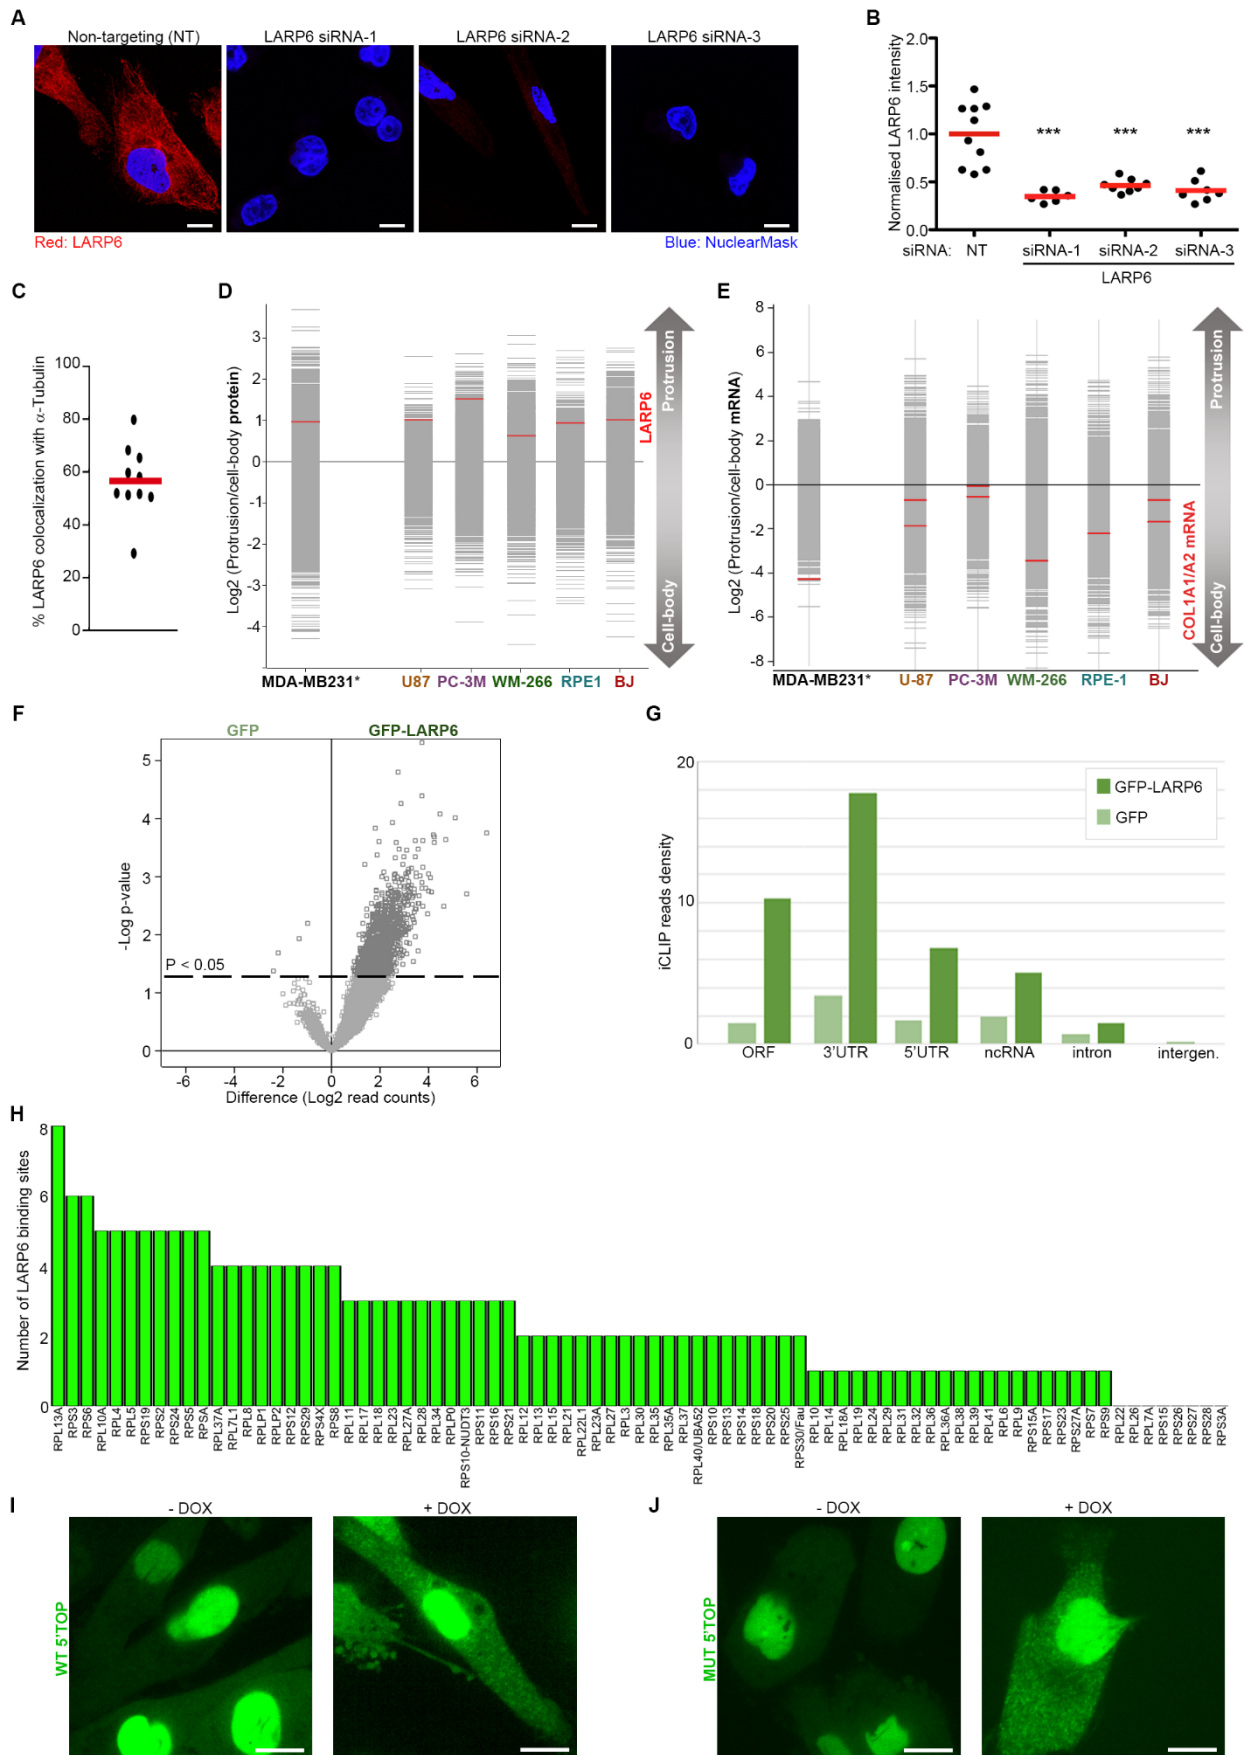 A
Non-targeting (NT)
LARP6 siRNA-1
LARP6 siRNA-2
LARP6 siRNA-3
Red: LARP6
Blue: NuclearMask
B
Normalised LARP6 intensity
2.0
1.5
1.0
0.5
0.0
***
***
***
siRNA:
NT
siRNA-1
siRNA-2
siRNA-3
LARP6
C
% LARP6 colocalization with α-Tubulin
100
80
60
40
20
0
D
Log2 (Protrusion/cell-body protein)
3
2
1
0
-1
-2
-3
-4
MDA-MB231*
U87
PC-3M
WM-266
RPE1
BJ
LARP6
Protrusion
Cell-body
E
Log2 (Protrusion/cell-body mRNA)
8
6
4
2
0
-2
-4
-6
-8
MDA-MB231*
U-87
PC-3M
WM-266
RPE-1
BJ
COL1A1/A2 mRNA
Protrusion
Cell-body
F
GFP
GFP-LARP6
-Log p-value
5
4
3
2
1
0
P < 0.05
-6
-4
-2
0
2
4
6
Difference (Log2 read counts)
G
iCLIP reads density
20
10
0
GFP-LARP6
GFP
ORF
3'UTR
5'UTR
ncRNA
intron
intergen.
H
Number of LARP6 binding sites
8
6
4
2
0
RPL13A
RPS3
RPS6
RPL10A
RPL4
RPL5
RPS19
RPS2
RPS24
RPS5
RPSA
RPL37A
RPL7L1
RPL8
RPLP1
RPLP2
RPS12
RPS29
RPS4X
RPS8
RPL11
RPL17
RPL18
RPL23
RPL27A
RPL28
RPL34
RPLP0
RPS10-NUDT3
RPS11
RPS16
RPS21
RPL12
RPL13
RPL15
RPL21
RPL22L1
RPL23A
RPL27
RPL3
RPL30
RPL35
RPL35A
RPL37
RPL40/UBA52
RPS10
RPS13
RPS14
RPS18
RPS20
RPS25
RPS30/Fau
RPL10
RPL14
RPL18A
RPL19
RPL24
RPL29
RPL31
RPL32
RPL36
RPL36A
RPL38
RPL39
RPL41
RPL6
RPL9
RPS15A
RPS17
RPS23
RPS27A
RPS7
RPS9
RPL22
RPL26
RPL7A
RPS15
RPS26
RPS27
RPS28
RPS3A
I
- DOX
+ DOX
WT 5'TOP
J
- DOX
+ DOX
MUT 5'TOP